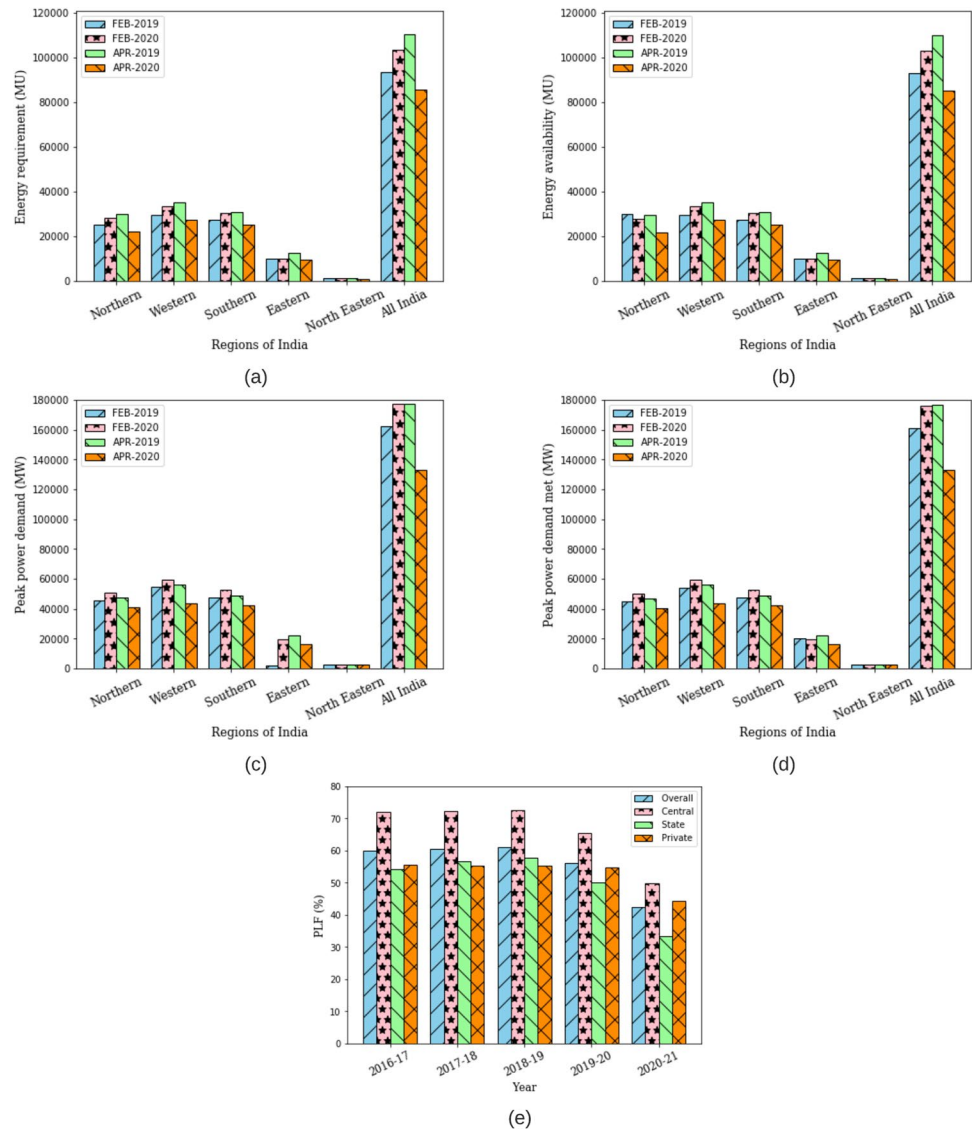 Energy requirement (MU)
120000
100000
80000
60000
40000
20000
0
FEB-2019
FEB-2020
APR-2019
APR-2020
Northern
Western
Southern
Eastern
North Eastern
All India
Regions of India
(a)
Energy availability (MU)
120000
100000
80000
60000
40000
20000
0
FEB-2019
FEB-2020
APR-2019
APR-2020
Northern
Western
Southern
Eastern
North Eastern
All India
Regions of India
(b)
Peak power demand (MW)
180000
160000
140000
120000
100000
80000
60000
40000
20000
0
FEB-2019
FEB-2020
APR-2019
APR-2020
Northern
Western
Southern
Eastern
North Eastern
All India
Regions of India
(c)
Peak power demand met (MW)
180000
160000
140000
120000
100000
80000
60000
40000
20000
0
FEB-2019
FEB-2020
APR-2019
APR-2020
Northern
Western
Southern
Eastern
North Eastern
All India
Regions of India
(d)
PLF (%)
80
70
60
50
40
30
20
10
0
Overall
Central
State
Private
2016-17
2017-18
2018-19
2019-20
2020-21
Year
(e)